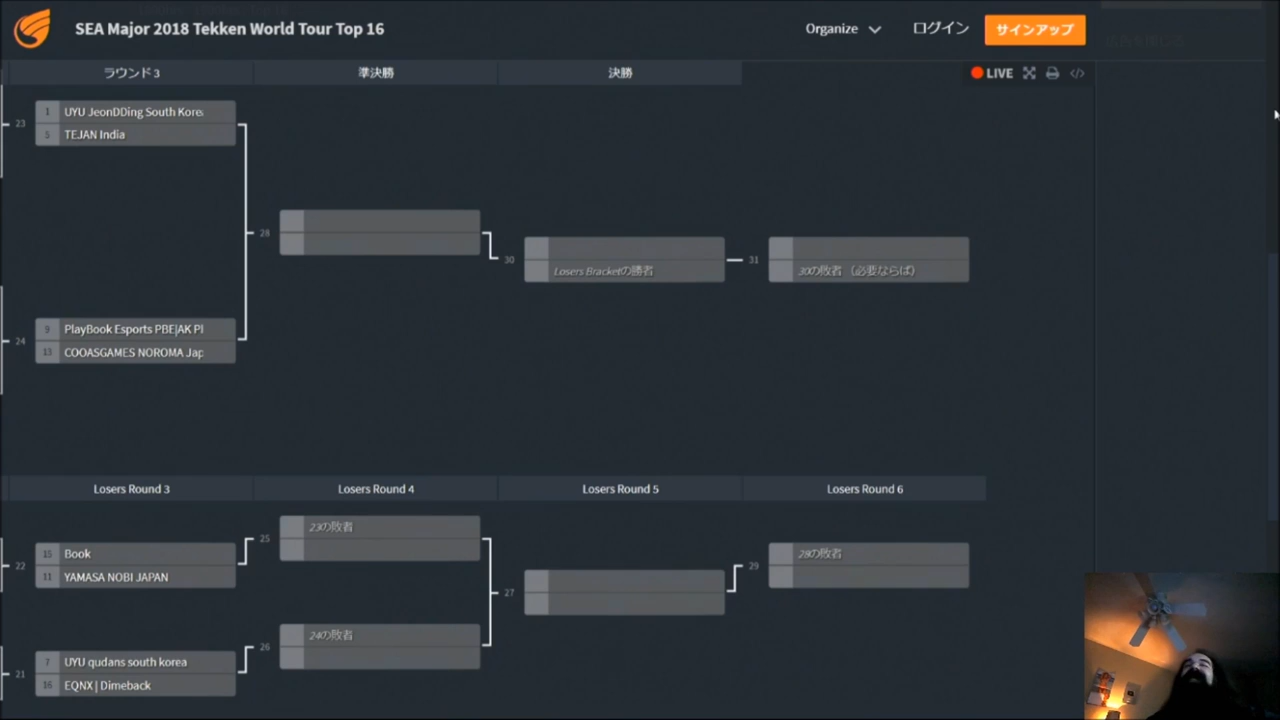 SEA Major 2018 Tekken World Tour Top 16
Organize
ログイン
サインアップ
ラウンド 3
準決勝
決勝
LIVE
23
1 UYU JeonDDing South Kore
5 TEJAN India
28
30
Losers Bracketの勝者
31
30の敗者 （必要ならば）
24
9 PlayBook Esports PBE|AK Pl
13 COOASGAMES NOROMA Jap
Losers Round 3
Losers Round 4
Losers Round 5
Losers Round 6
22
15 Book
11 YAMASA NOBI JAPAN
25
23の敗者
27
29
28の敗者
21
7 UYU qudans south korea
16 EQNX | Dimeback
26
24の敗者